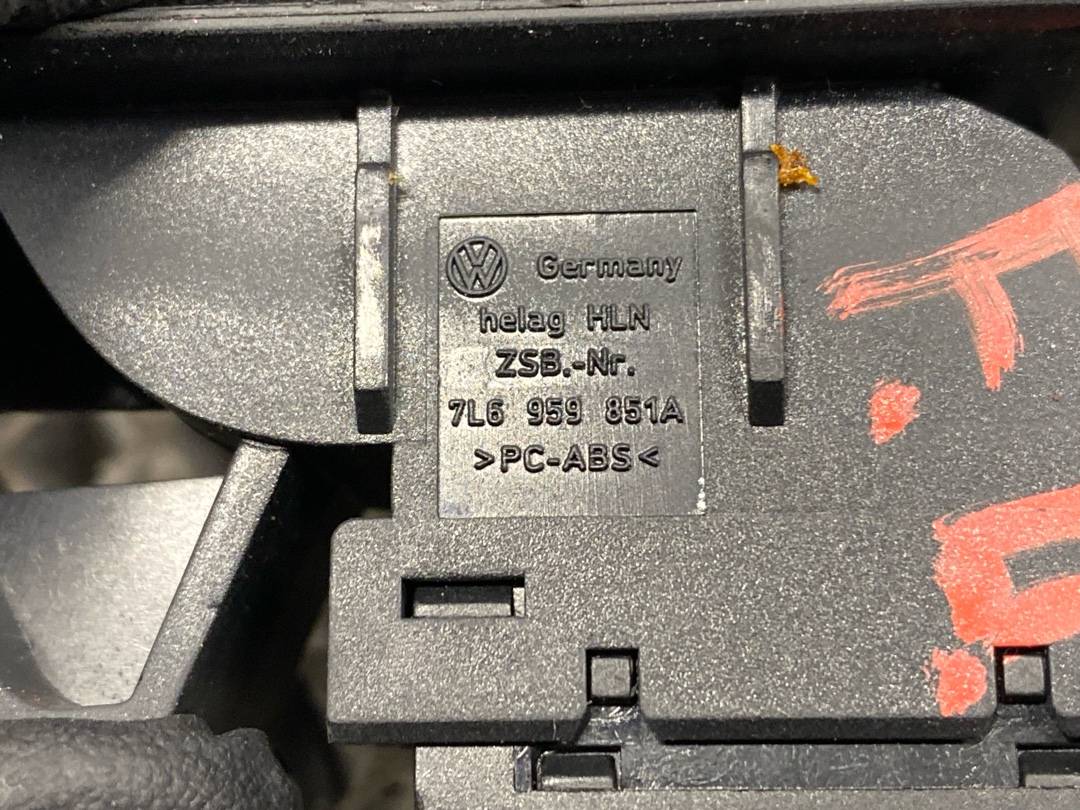 Germany
helag HLN
ZSB.-Nr.
7L6 959 851A
>PC-ABS<